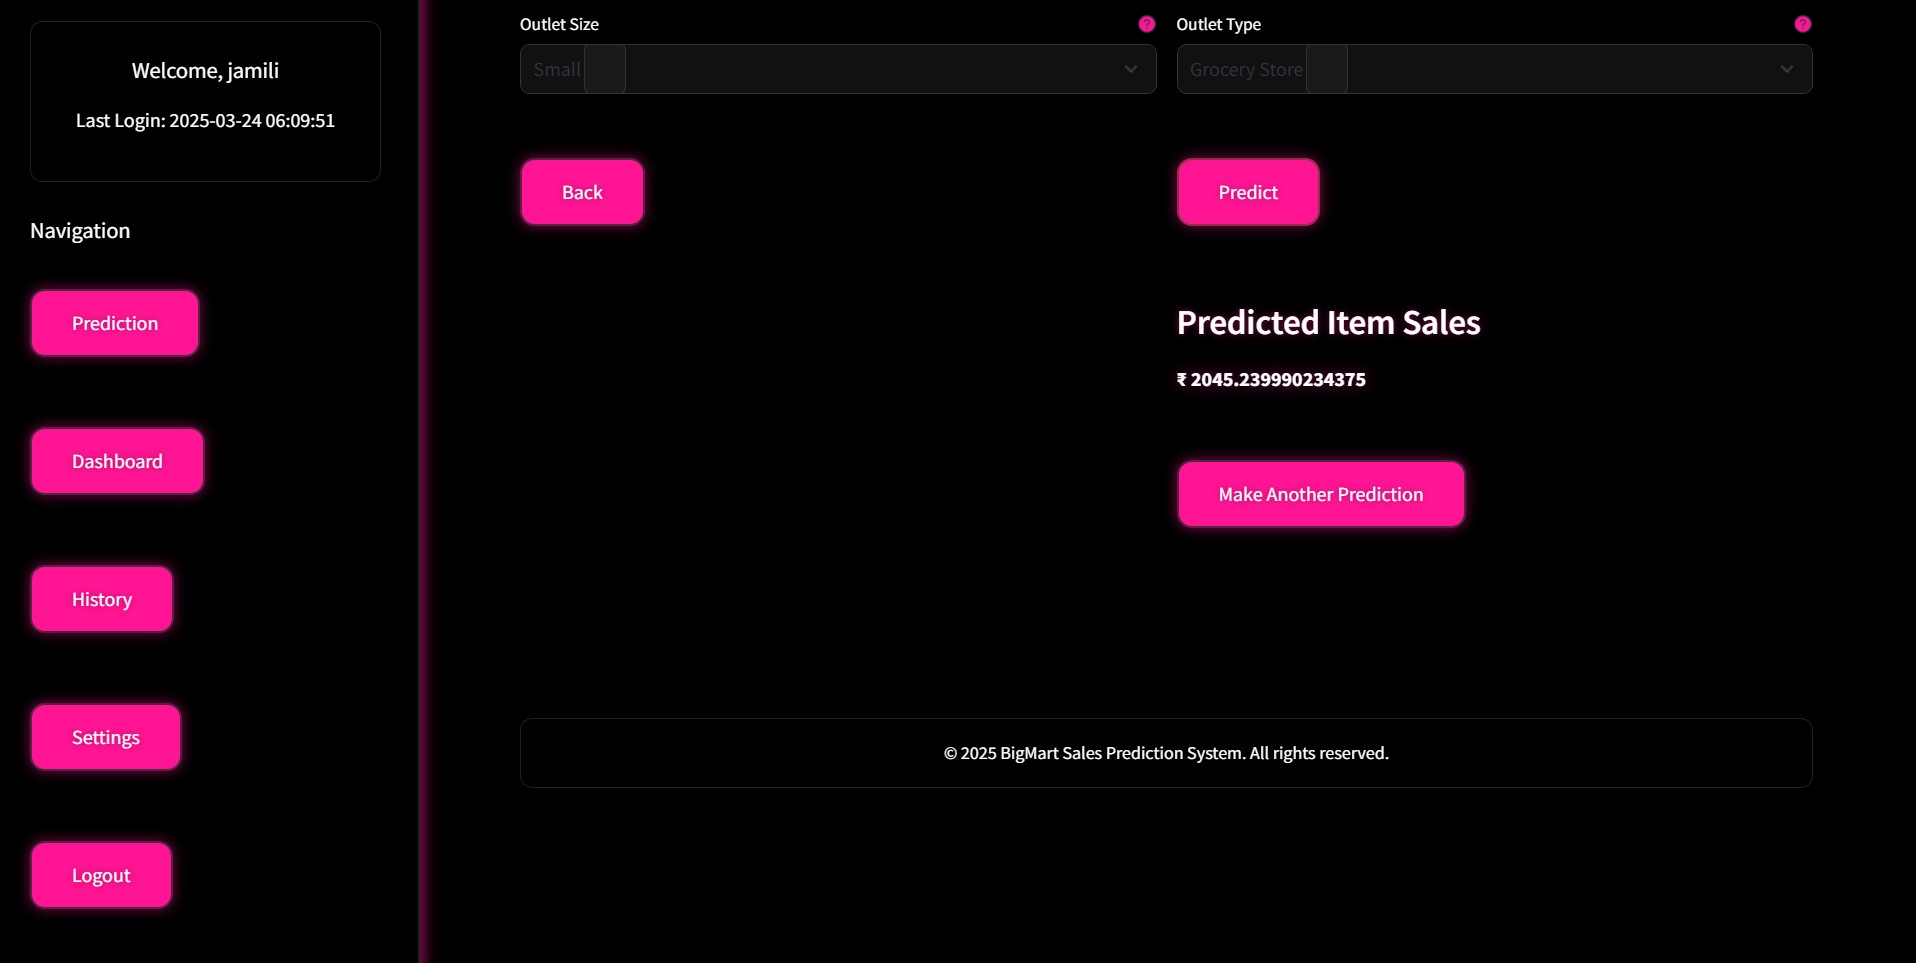 Welcome, jamili
Last Login: 2025-03-24 06:09:51
Navigation
Prediction
Dashboard
History
Settings
Logout
Outlet Size
?
Outlet Type
?
Small
Grocery Store
Back
Predict
Predicted Item Sales
₹ 2045.239990234375
Make Another Prediction
© 2025 BigMart Sales Prediction System. All rights reserved.